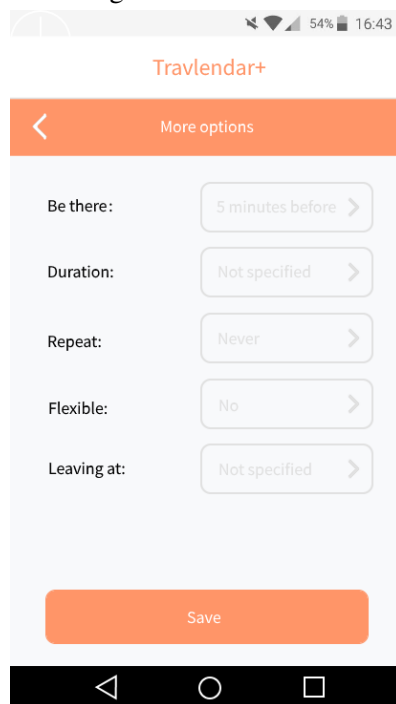 54% 16:43
Travlendar+
More options
Be there: 5 minutes before
Duration: Not specified
Repeat: Never
Flexible: No
Leaving at: Not specified
Save